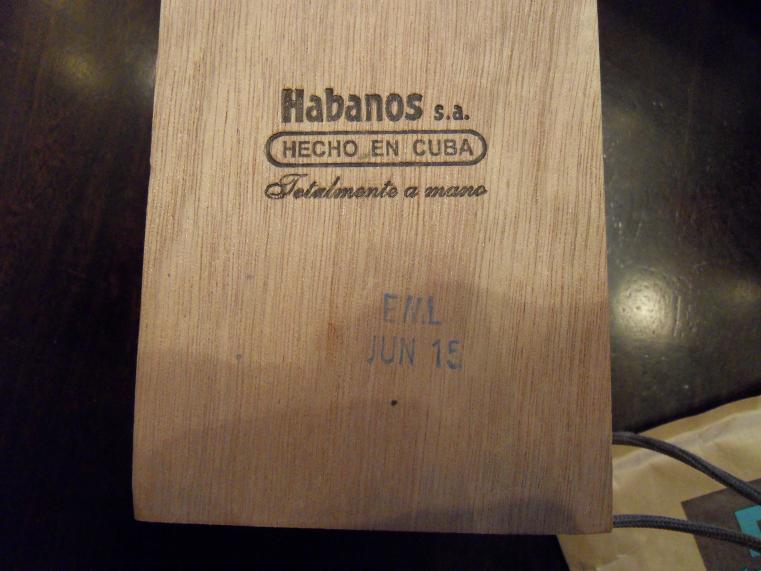 Habanos s.a.
HECHO EN CUBA
Totalmente a mano
EML
JUN 15